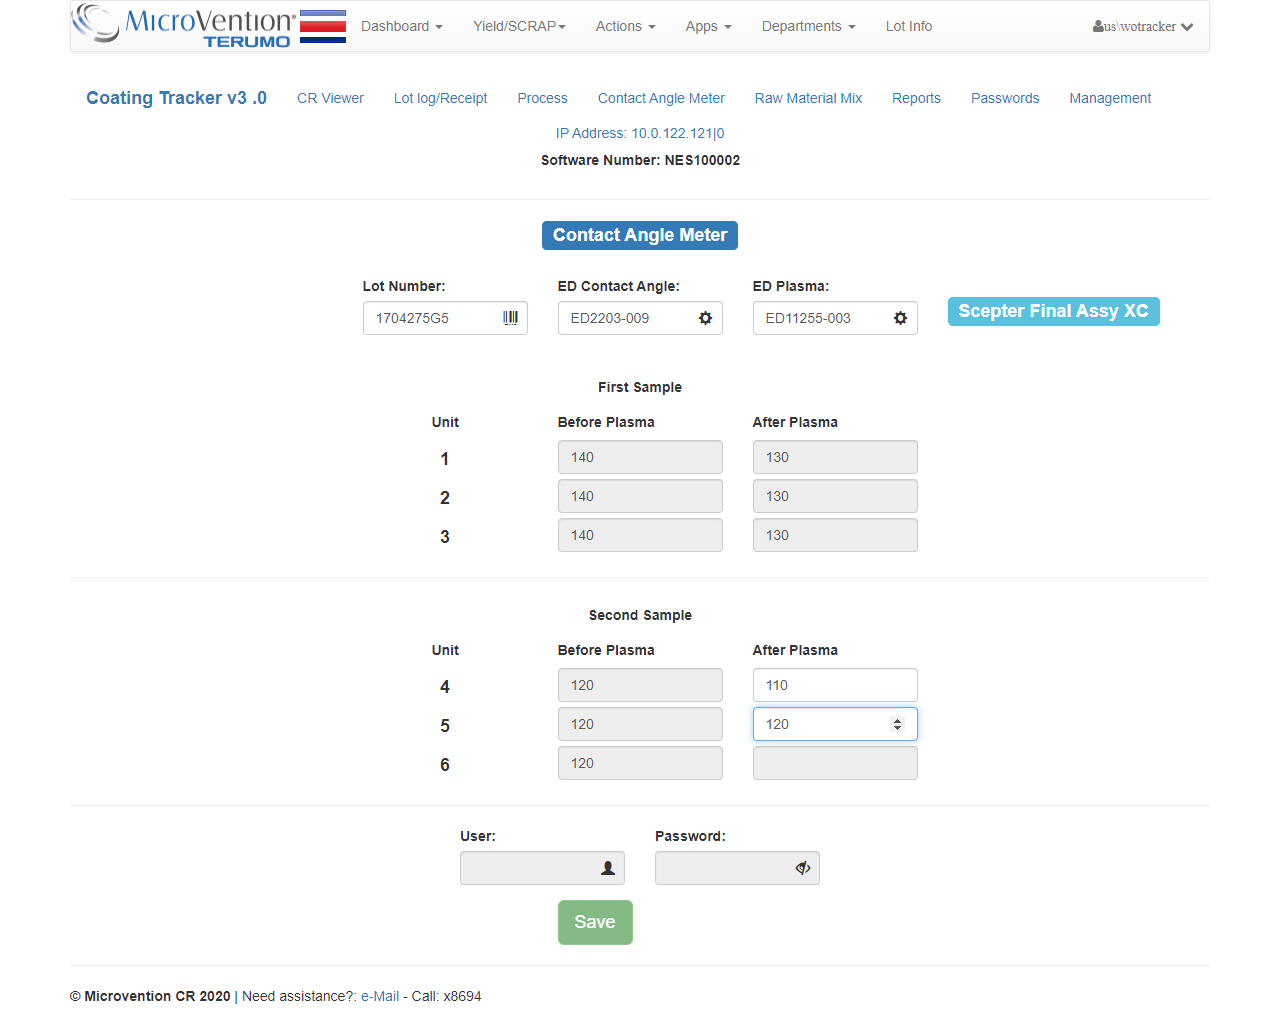 MicroVention
TERUMO
Dashboard Yield/SCRAP Actions Apps Departments Lot Info us\wotracker
Coating Tracker v3 .0 CR Viewer Lot log/Receipt Process Contact Angle Meter Raw Material Mix Reports Passwords Management
IP Address: 10.0.122.121|0
Software Number: NES100002
Contact Angle Meter
Lot Number: ED Contact Angle: ED Plasma:
1704275G5 ED2203-009 ED11255-003 Scepter Final Assy XC
First Sample
Unit Before Plasma After Plasma
1 140 130
2 140 130
3 140 130
Second Sample
Unit Before Plasma After Plasma
4 120 110
5 120 120
6 120
User: Password:
Save
© Microvention CR 2020 | Need assistance?: e-Mail - Call: x8694